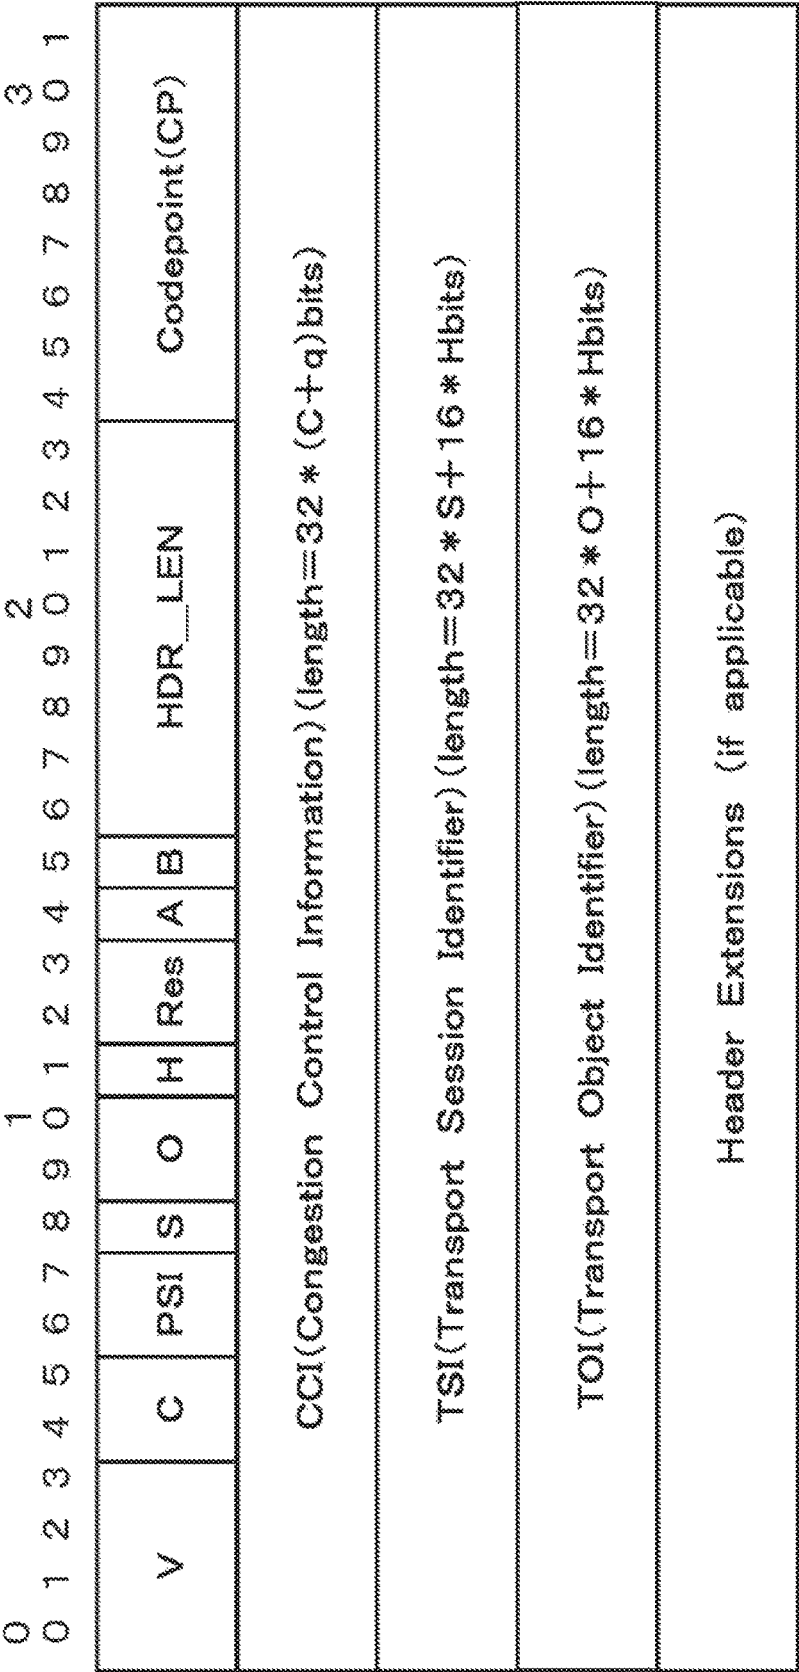 0 1 2 3
0 1 2 3 4 5 6 7 8 9 0 1 2 3 4 5 6 7 8 9 0 1 2 3 4 5 6 7 8 9 0 1
V C PSI S O H Res A B HDR_LEN Codepoint(CP)
CCI(Congestion Control Information)(length=32*(C+q)bits)
TSI(Transport Session Identifier)(length=32*S+16*Hbits)
TOI(Transport Object Identifier)(length=32*O+16*Hbits)
Header Extensions (if applicable)